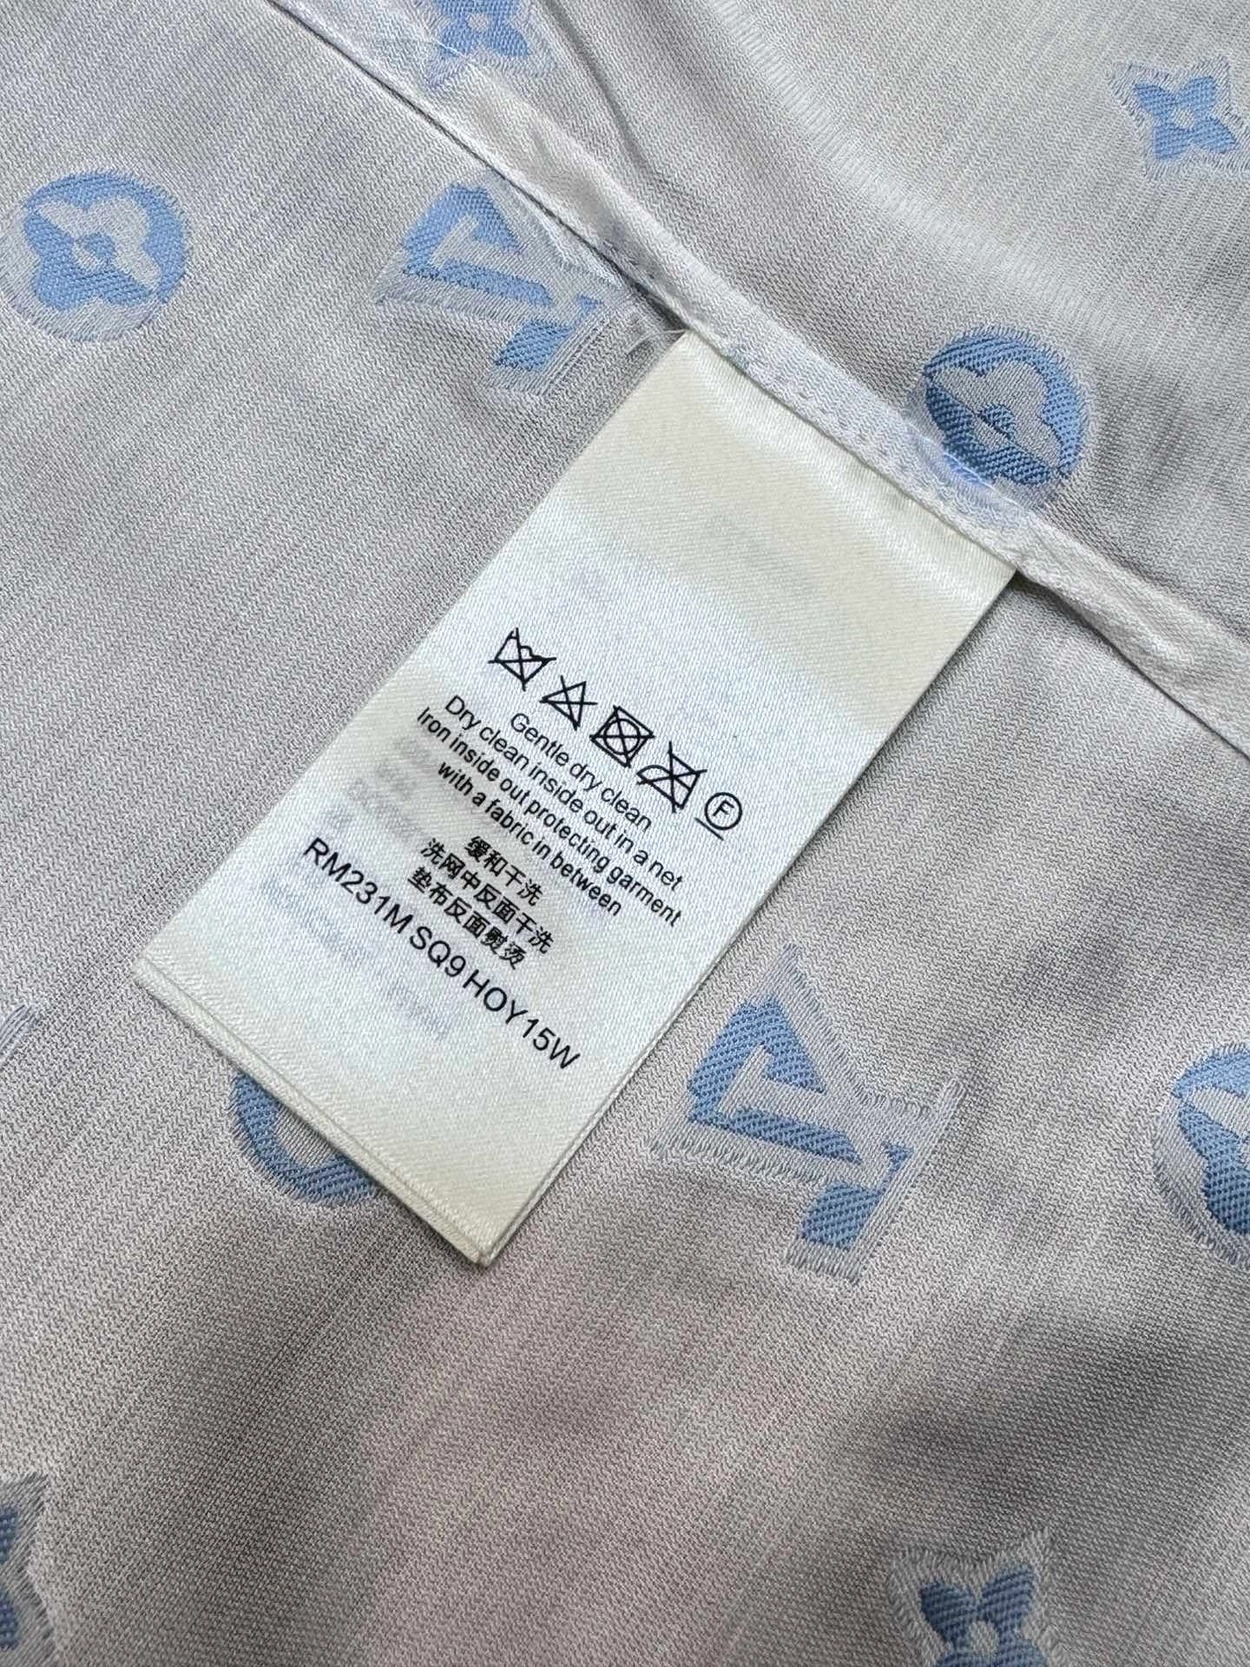 F
Gentle dry clean
Dry clean inside out in a net
Iron inside out protecting garment
with a fabric in between
缓和干洗
洗网中反面干洗
垫布反面熨烫
RM231M SQ9 HOY15W